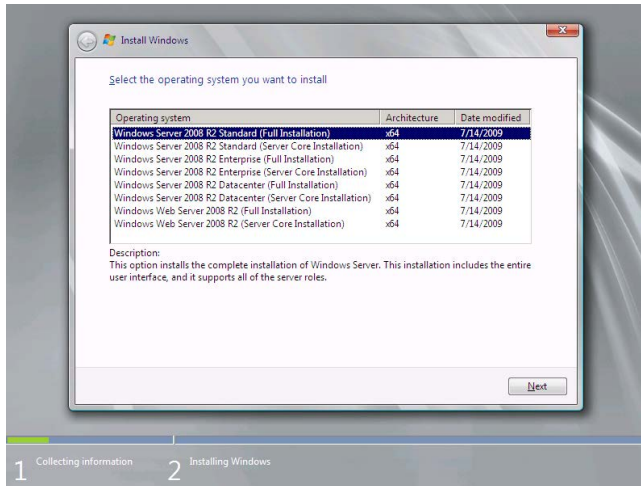 Install Windows
Select the operating system you want to install
Operating system Architecture Date modified
Windows Server 2008 R2 Standard (Full Installation) x64 7/14/2009
Windows Server 2008 R2 Standard (Server Core Installation) x64 7/14/2009
Windows Server 2008 R2 Enterprise (Full Installation) x64 7/14/2009
Windows Server 2008 R2 Enterprise (Server Core Installation) x64 7/14/2009
Windows Server 2008 R2 Datacenter (Full Installation) x64 7/14/2009
Windows Server 2008 R2 Datacenter (Server Core Installation) x64 7/14/2009
Windows Web Server 2008 R2 (Full Installation) x64 7/14/2009
Windows Web Server 2008 R2 (Server Core Installation) x64 7/14/2009
Description:
This option installs the complete installation of Windows Server. This installation includes the entire
user interface, and it supports all of the server roles.
Next
1 Collecting information 2 Installing Windows